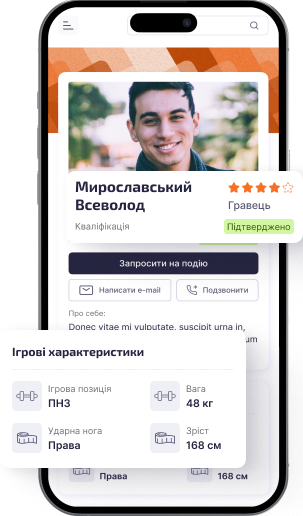 Мирославський
Всеволод
Гравець
Кваліфікація
Підтверджено
Запросити на подію
Написати e-mail
Подзвонити
Про себе:
Donec vitae mi vulputate, suscipit urna in,
um
Ігрові характеристики
Ігрова позиція
ПНЗ
Вага
48 кг
Ударна нога
Права
Зріст
168 см
Права
168 см